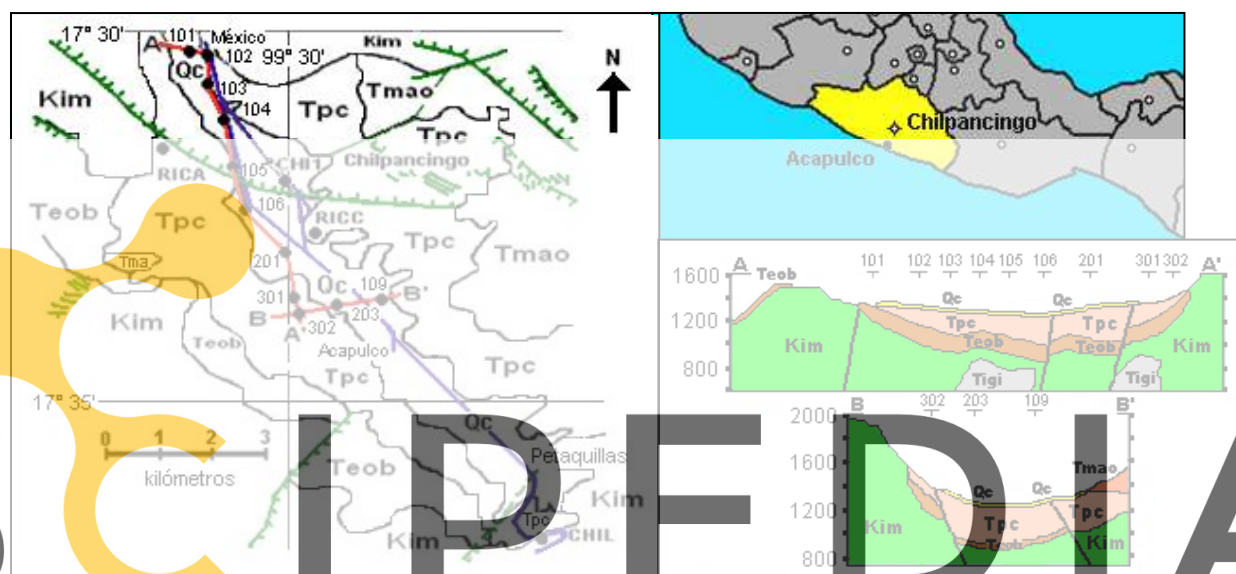 17° 30'
A
101
México
102
99° 30'
Kim
N
Qc
103
104
Kim
Tpc
Tmao
Tpc
RICA
105
CHIT
Chilpancingo
Teob
Tpc
106
RICC
Tpc
Tmao
Tma
201
301
Qc
109
B
B'
A'
302
203
Kim
Teob
Acapulco
Tpc
Tpc
17° 35'
0 1 2 3
kilómetros
Qc
Teob
Petaquillas
Kim
Tpc
Kim
CHIL
Chilpancingo
Acapulco
A
Teob
101
102
103
104
105
106
201
301
302
A'
1600
1200
800
Qc
Qc
Tpc
Tpc
Teob
Teob
Kim
Kim
Tigi
Tigi
B
302
203
109
B'
2000
1600
1200
800
Tmao
Qc
Qc
Tpc
Tpc
Teob
Kim
Kim
CIPEDIA